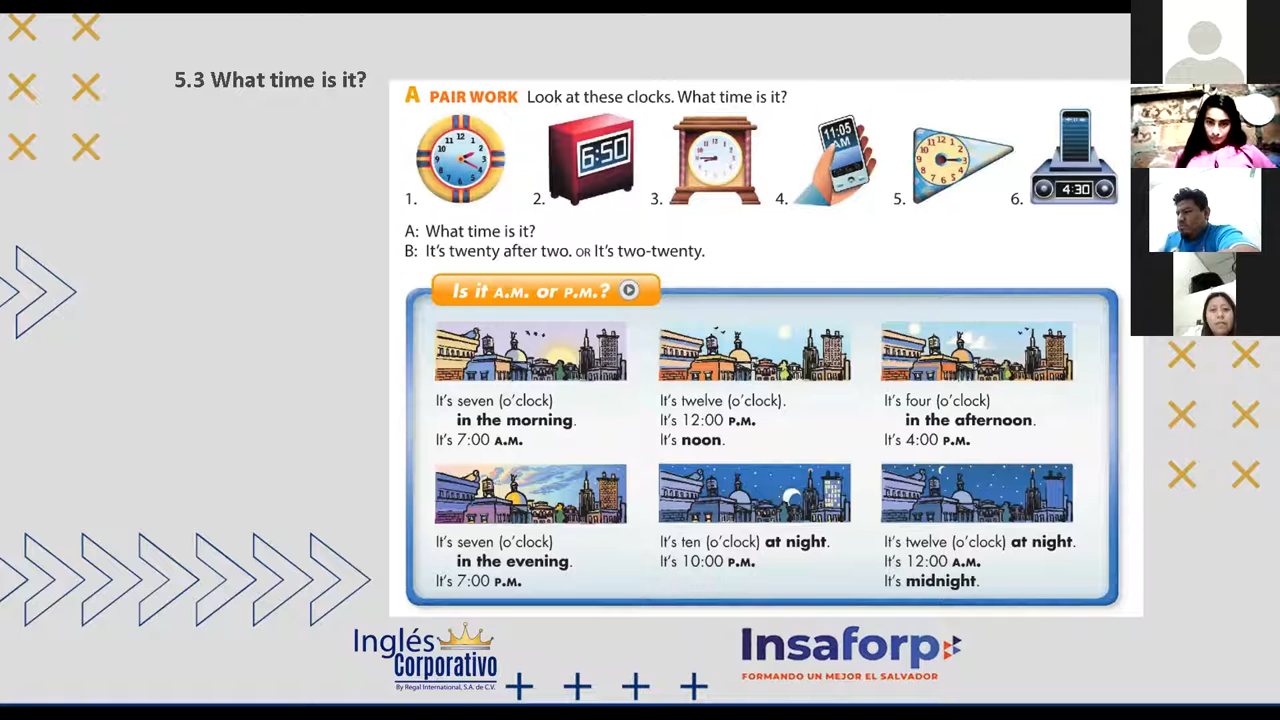 5.3 What time is it?
A PAIR WORK Look at these clocks. What time is it?
1.
2.
6:50
3.
4.
11:05
AM
5.
6.
4:30
A: What time is it?
B: It's twenty after two. OR It's two-twenty.
Is it A.M. or P.M.?
It's seven (o'clock)
in the morning.
It's 7:00 A.M.
It's twelve (o'clock).
It's 12:00 P.M.
It's noon.
It's four (o'clock)
in the afternoon.
It's 4:00 P.M.
It's seven (o'clock)
in the evening.
It's 7:00 P.M.
It's ten (o'clock) at night.
It's 10:00 P.M.
It's twelve (o'clock) at night.
It's 12:00 A.M.
It's midnight.
Inglés
Corporativo
By Regal International, S.A. de C.V.
Insaforp
FORMANDO UN MEJOR EL SALVADOR